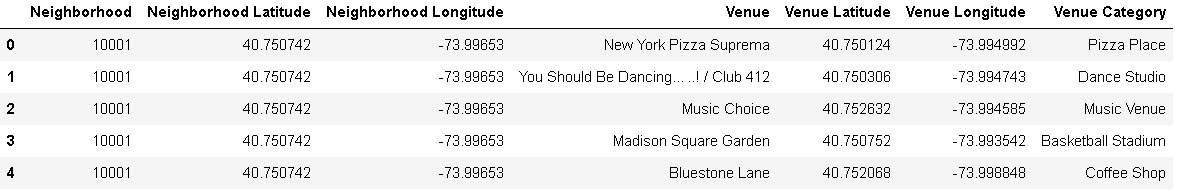 Neighborhood Neighborhood Latitude Neighborhood Longitude Venue Venue Latitude Venue Longitude Venue Category
0 10001 40.750742 -73.99653 New York Pizza Suprema 40.750124 -73.994992 Pizza Place
1 10001 40.750742 -73.99653 You Should Be Dancing... ..! / Club 412 40.750306 -73.994743 Dance Studio
2 10001 40.750742 -73.99653 Music Choice 40.752632 -73.994585 Music Venue
3 10001 40.750742 -73.99653 Madison Square Garden 40.750752 -73.993542 Basketball Stadium
4 10001 40.750742 -73.99653 Bluestone Lane 40.752068 -73.998848 Coffee Shop